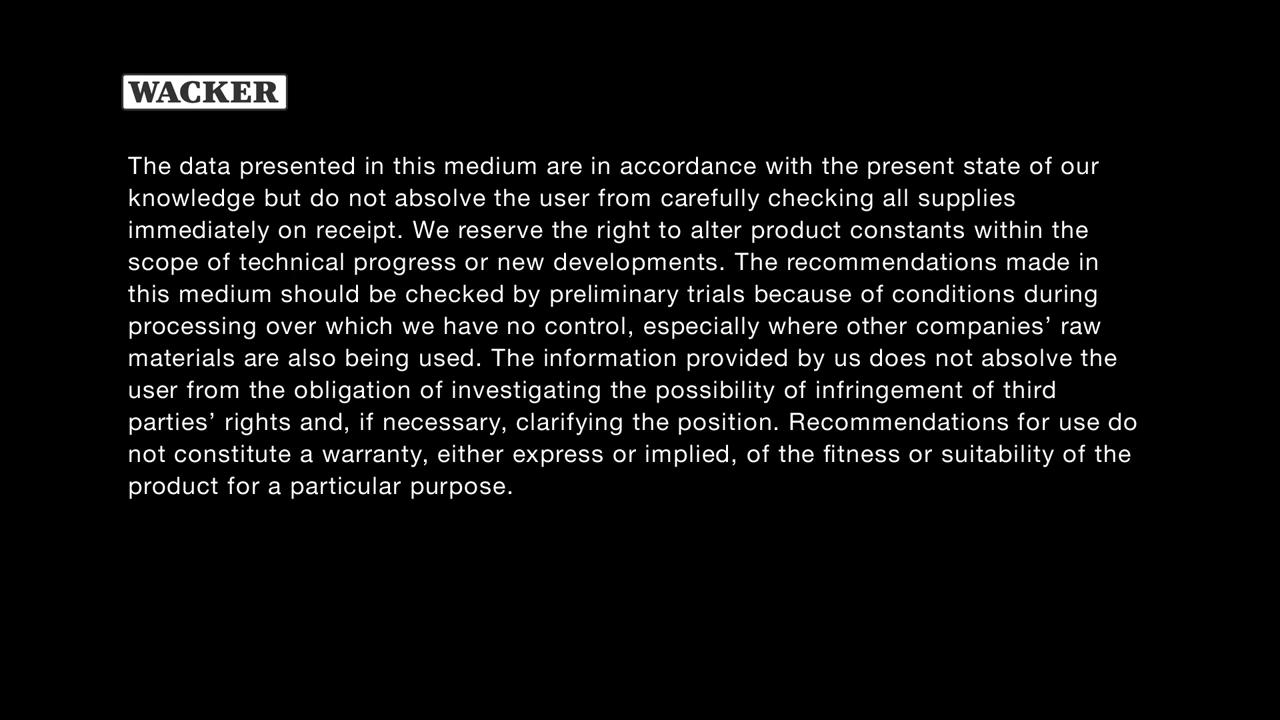 WACKER
The data presented in this medium are in accordance with the present state of our
knowledge but do not absolve the user from carefully checking all supplies
immediately on receipt. We reserve the right to alter product constants within the
scope of technical progress or new developments. The recommendations made in
this medium should be checked by preliminary trials because of conditions during
processing over which we have no control, especially where other companies’ raw
materials are also being used. The information provided by us does not absolve the
user from the obligation of investigating the possibility of infringement of third
parties’ rights and, if necessary, clarifying the position. Recommendations for use do
not constitute a warranty, either express or implied, of the fitness or suitability of the
product for a particular purpose.